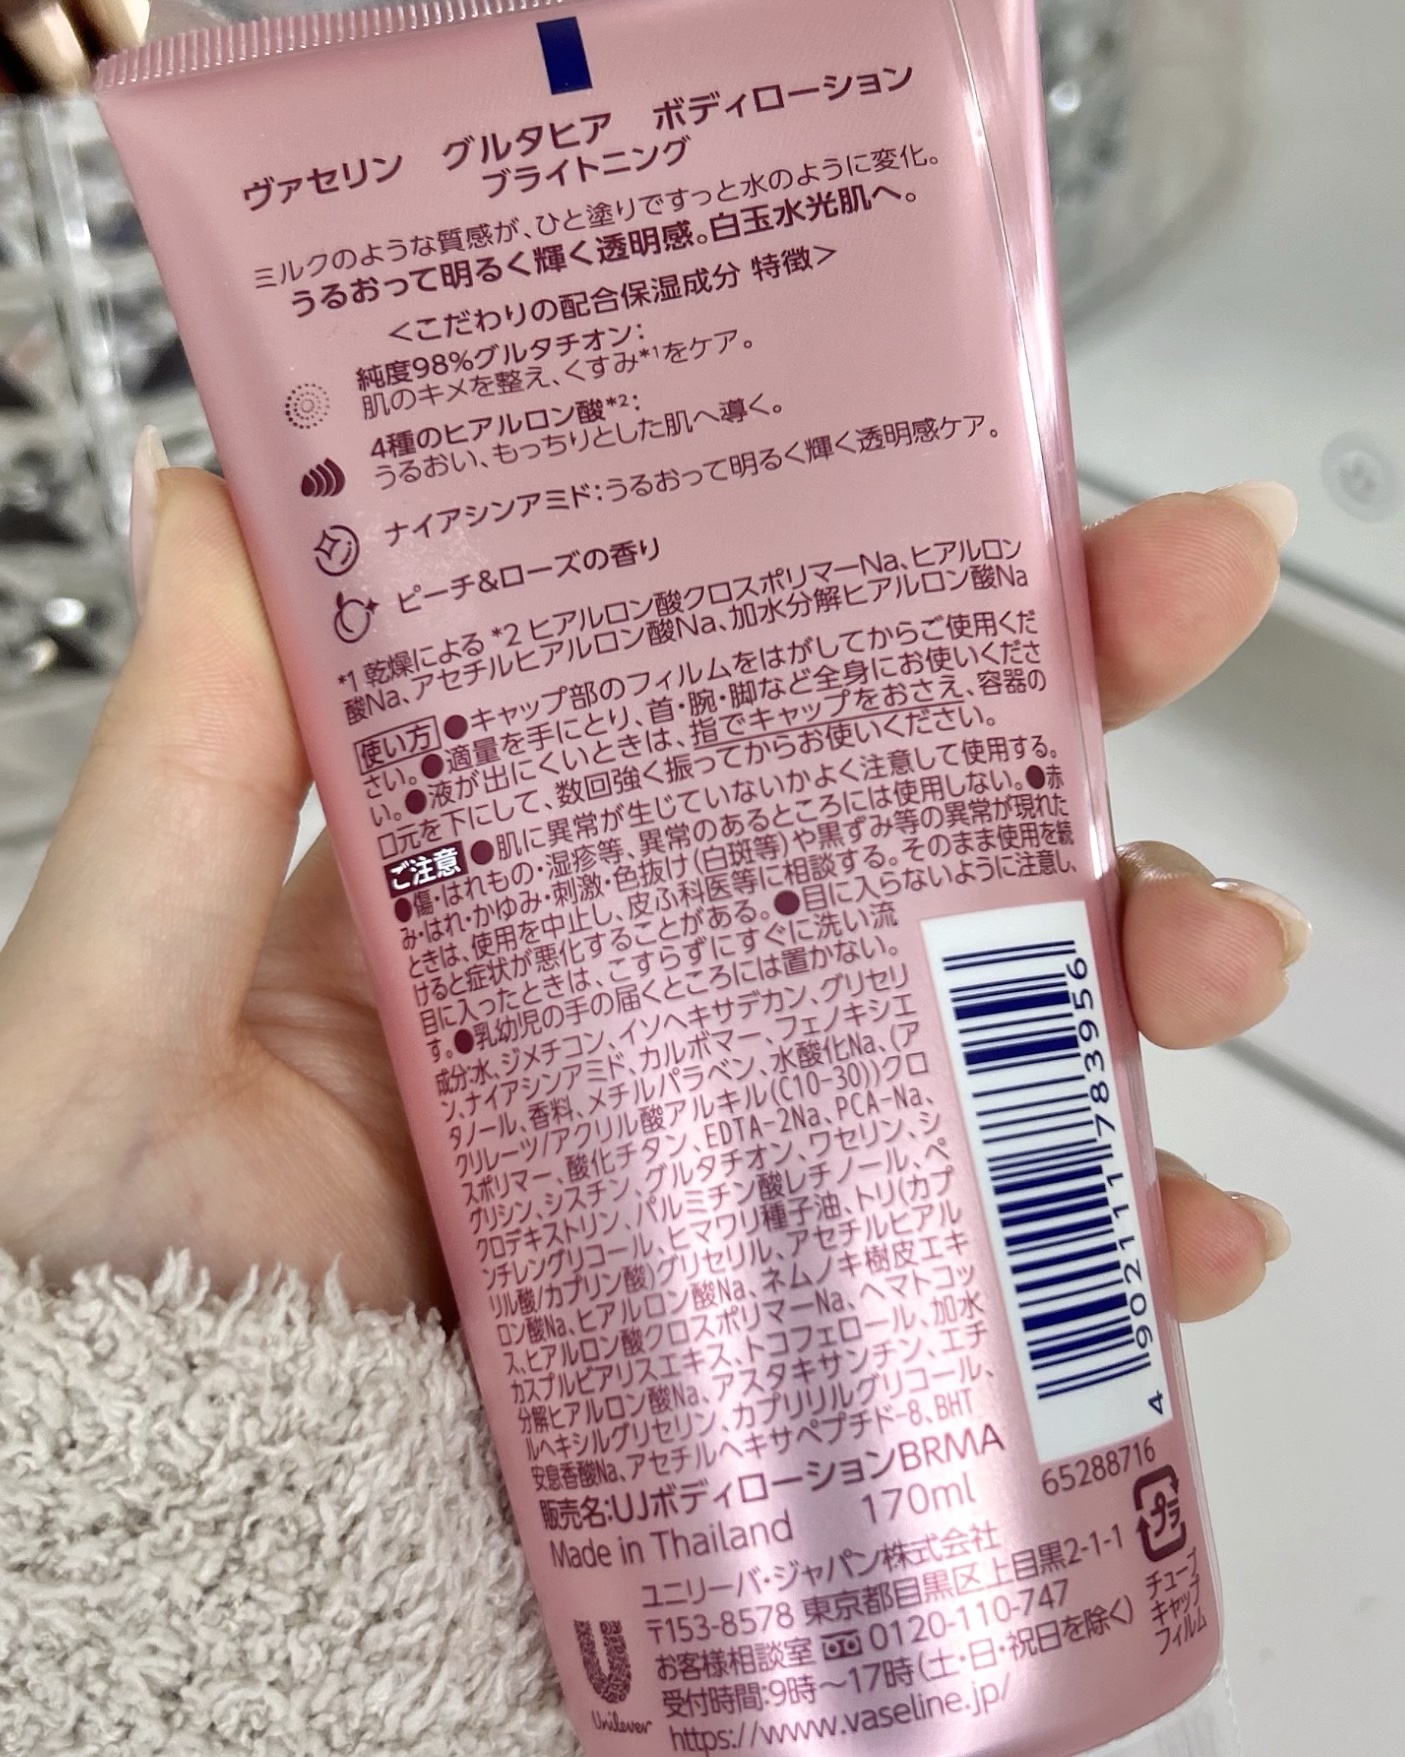 ヴァセリン　グルタヒア　ボディローション
ブライトニング
ミルクのような質感が、ひと塗りですっと水のように変化。
うるおって明るく輝く透明感。白玉水光肌へ。
＜こだわりの配合保湿成分 特徴＞
純度98%グルタチオン:
肌のキメを整え、くすみ*1をケア。
4種のヒアルロン酸*2:
うるおい、もっちりとした肌へ導く。
ナイアシンアミド:うるおって明るく輝く透明感ケア。
ピーチ&ローズの香り
*1 乾燥による *2 ヒアルロン酸クロスポリマーNa、ヒアルロン
酸Na、アセチルヒアルロン酸Na、加水分解ヒアルロン酸Na
使い方 ●キャップ部のフィルムをはがしてからご使用くだ
さい。●適量を手にとり、首・腕・脚など全身にお使いくださ
い。●液が出にくいときは、指でキャップをおさえ、容器の
口元を下にして、数回強く振ってからお使いください。
ご注意 ●肌に異常が生じていないかよく注意して使用する。
●傷・はれもの・湿疹等、異常のあるところには使用しない。●赤
み・はれ・かゆみ・刺激・色抜け(白斑等)や黒ずみ等の異常が現れた
ときは、使用を中止し、皮ふ科医等に相談する。そのまま使用を続
けると症状が悪化することがある。●目に入らないように注意し、
目に入ったときは、こすらずにすぐに洗い流
す。●乳幼児の手の届くところには置かない。
成分:水、ジメチコン、イソヘキサデカン、グリセリ
ン、ナイアシンアミド、カルボマー、フェノキシエ
タノール、香料、メチルパラベン、水酸化Na、(ア
クリレーツ/アクリル酸アルキル(C10-30))クロ
スポリマー、酸化チタン、EDTA-2Na、PCA-Na、
グリシン、シスチン、グルタチオン、ワセリン、シ
クロデキストリン、パルミチン酸レチノール、ペ
ンチレングリコール、ヒマワリ種子油、トリ(カプ
リル酸/カプリン酸)グリセリル、アセチルヒアル
ロン酸Na、ヒアルロン酸Na、ネムノキ樹皮エキ
ス、ヒアルロン酸クロスポリマーNa、ヘマトコッ
カスプルビアリスエキス、トコフェロール、加水
分解ヒアルロン酸Na、アスタキサンチン、エチ
ルヘキシルグリセリン、カプリリルグリコール、
安息香酸Na、アセチルヘキサペプチド-8、BHT
販売名:UJボディローションBRMA
Made in Thailand 170ml
ユニリーバ・ジャパン株式会社
〒153-8578 東京都目黒区上目黒2-1-1
お客様相談室 0120-110-747
受付時間:9時～17時(土・日・祝日を除く)
https://www.vaseline.jp/
Unilever
4 902111 783956
65288716
プラ
チューブ
キャップ
フィルム